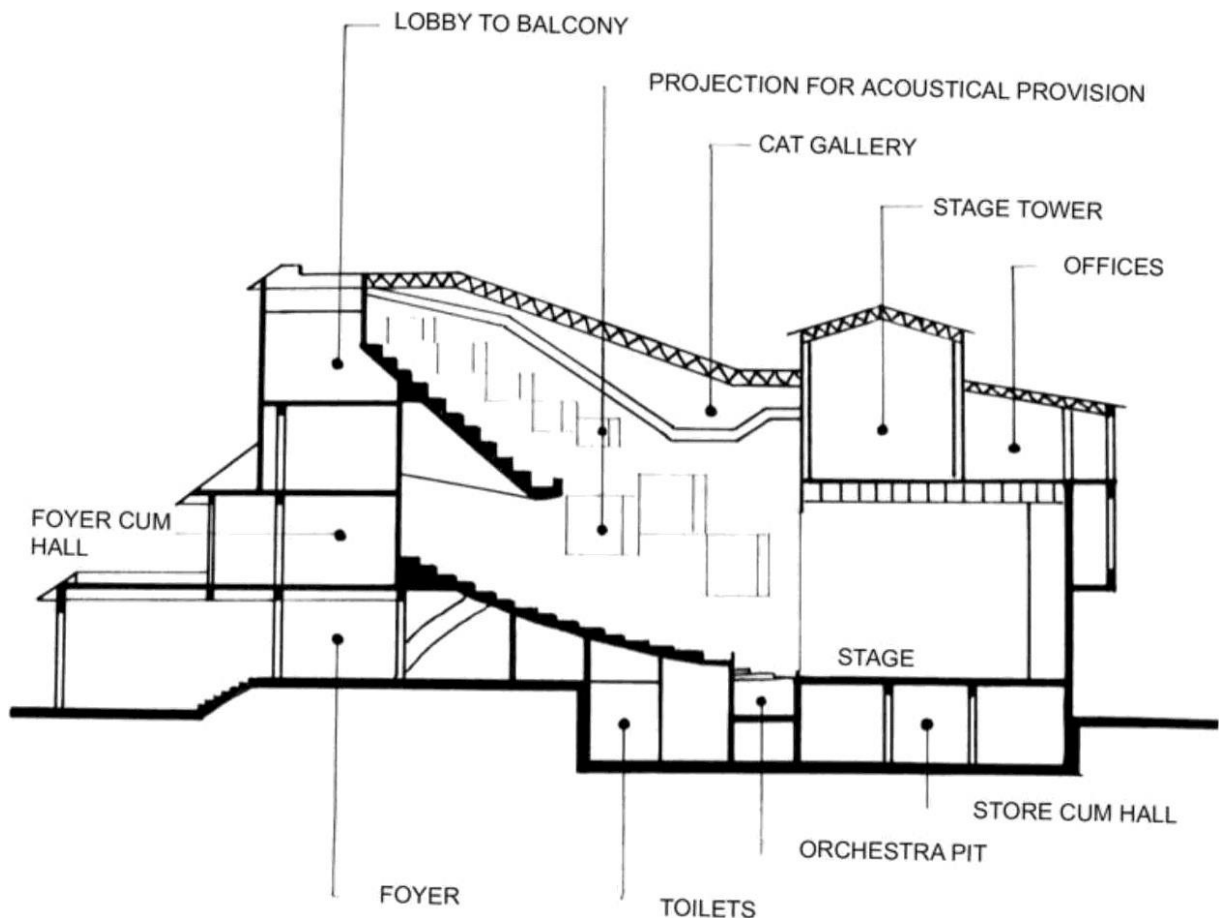 LOBBY TO BALCONY
PROJECTION FOR ACOUSTICAL PROVISION
CAT GALLERY
STAGE TOWER
OFFICES
FOYER CUM
HALL
STAGE
STORE CUM HALL
ORCHESTRA PIT
FOYER
TOILETS